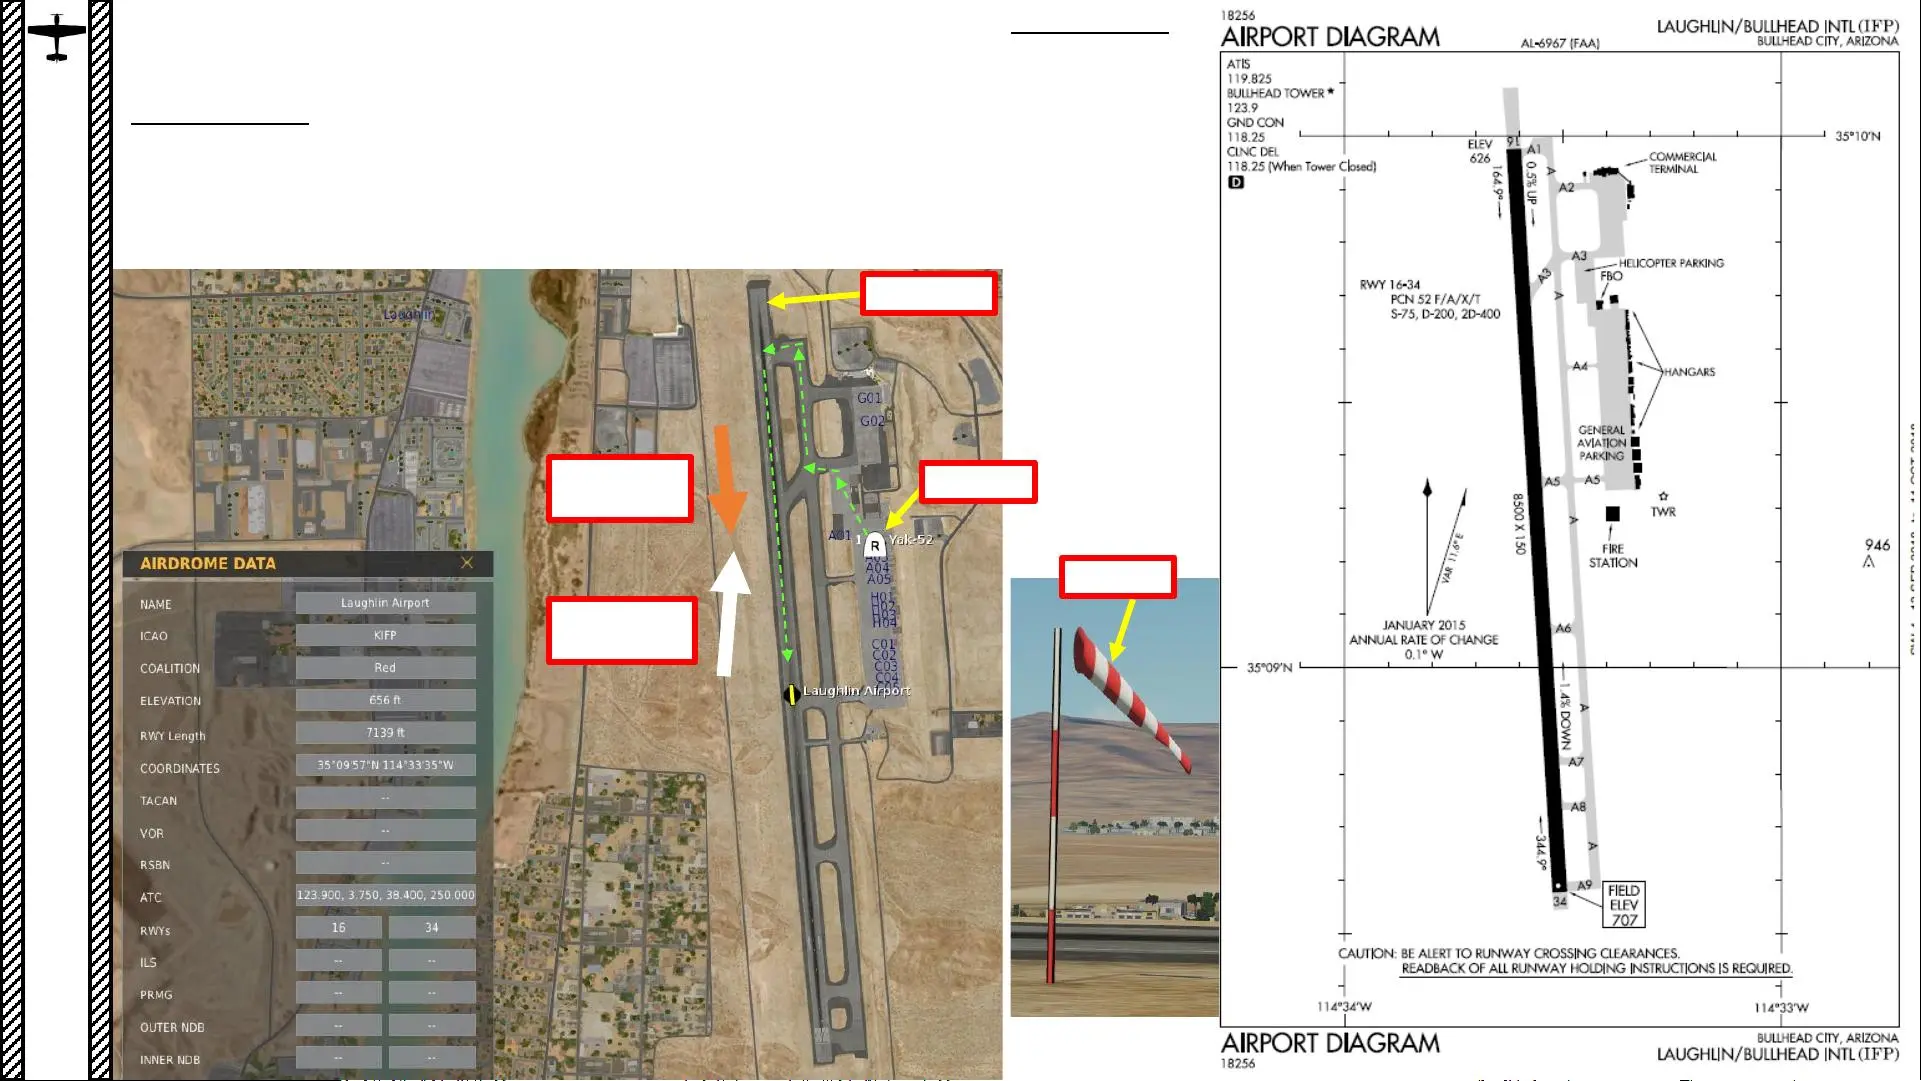 Laughlin
G01
G02
A01
1
Yak-52
R
A04
A05
H01
H02
H03
H04
C01
C02
C03
C04
Laughlin Airport
AIRDROME DATA
NAME Laughlin Airport
ICAO KIFP
COALITION Red
ELEVATION 656 ft
RWY Length 7139 ft
COORDINATES 35°09'57"N 114°33'35"W
TACAN --
VOR --
RSBN --
ATC 123.900, 3.750, 38.400, 250.000
RWYs 16 34
ILS -- --
PRMG -- --
OUTER NDB -- --
INNER NDB -- --
18256
AIRPORT DIAGRAM
AL-6967 (FAA)
LAUGHLIN/BULLHEAD INTL (IFP)
BULLHEAD CITY, ARIZONA
ATIS
119.825
BULLHEAD TOWER ★
123.9
GND CON
118.25
CLNC DEL
118.25 (When Tower Closed)
D
35°10'N
ELEV
626
16
A1
164.9°
0.5% UP
A
A2
COMMERCIAL
TERMINAL
A3
A3
HELICOPTER PARKING
FBO
A
RWY 16-34
PCN 52 F/A/X/T
S-75, D-200, 2D-400
A4
HANGARS
GENERAL
AVIATION
PARKING
A5
A5
8500 X 150
A
TWR
FIRE
STATION
946
VAR 11.6° E
JANUARY 2015
ANNUAL RATE OF CHANGE
0.1° W
A6
35°09'N
1.4% DOWN
A
A7
A8
344.9°
A
A9
34
FIELD
ELEV
707
CAUTION: BE ALERT TO RUNWAY CROSSING CLEARANCES.
READBACK OF ALL RUNWAY HOLDING INSTRUCTIONS IS REQUIRED.
114°34'W
114°33'W
AIRPORT DIAGRAM
18256
BULLHEAD CITY, ARIZONA
LAUGHLIN/BULLHEAD INTL (IFP)